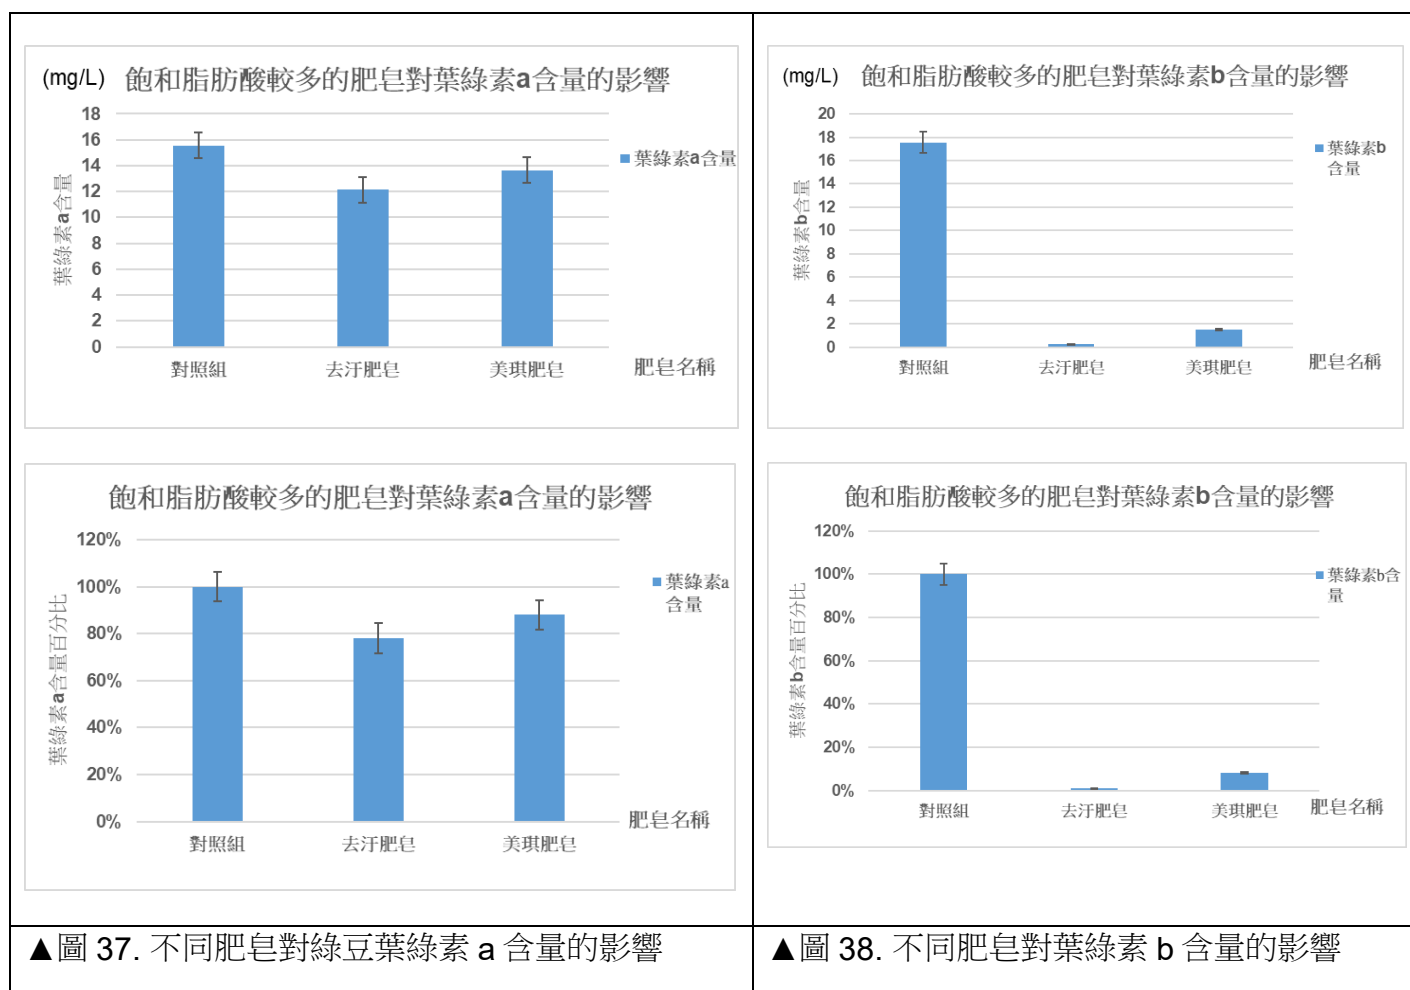 (mg/L) 飽和脂肪酸較多的肥皂對葉綠素a含量的影響
18
16
14
12
10
8
6
4
2
0
葉綠素a含量
葉綠素a含量
對照組 去汙肥皂 美琪肥皂 肥皂名稱
(mg/L) 飽和脂肪酸較多的肥皂對葉綠素b含量的影響
20
18
16
14
12
10
8
6
4
2
0
葉綠素b含量
葉綠素b
含量
對照組 去汙肥皂 美琪肥皂 肥皂名稱
飽和脂肪酸較多的肥皂對葉綠素a含量的影響
120%
100%
80%
60%
40%
20%
0%
葉綠素a含量百分比
葉綠素a
含量
對照組 去汙肥皂 美琪肥皂 肥皂名稱
飽和脂肪酸較多的肥皂對葉綠素b含量的影響
120%
100%
80%
60%
40%
20%
0%
葉綠素b含量百分比
葉綠素b含
量
對照組 去汙肥皂 美琪肥皂 肥皂名稱
▲圖 37. 不同肥皂對綠豆葉綠素 a 含量的影響
▲圖 38. 不同肥皂對葉綠素 b 含量的影響